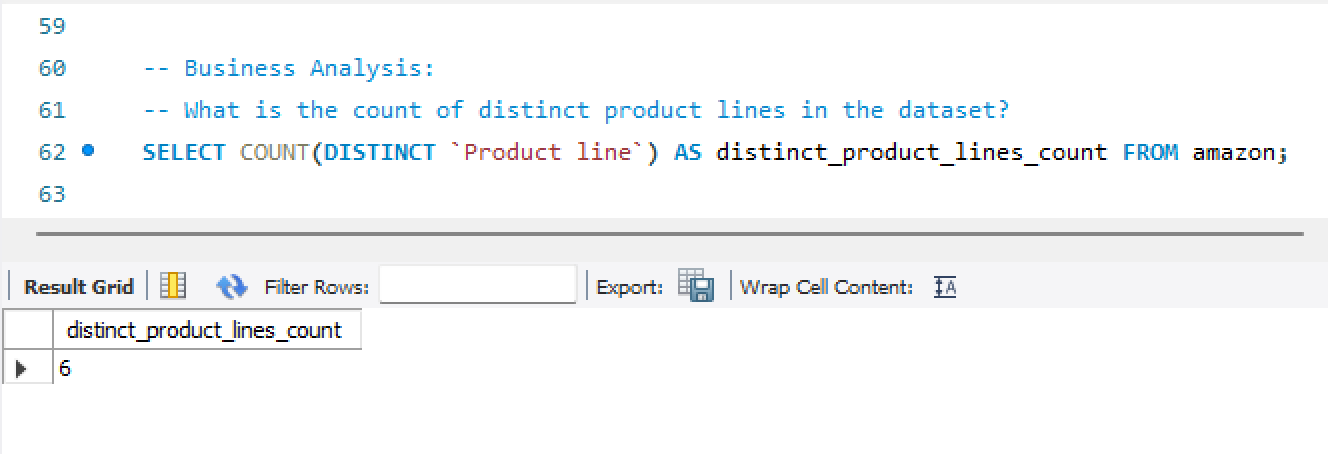 59
60 -- Business Analysis:
61 -- What is the count of distinct product lines in the dataset?
62 SELECT COUNT(DISTINCT `Product line`) AS distinct_product_lines_count FROM amazon;
63
Result Grid Filter Rows: Export: Wrap Cell Content: IA
distinct_product_lines_count
6